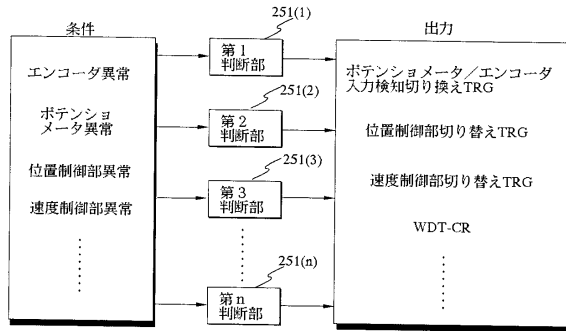 条件
エンコーダ異常
ポテンショ
メータ異常
位置制御部異常
速度制御部異常
251(1)
第1
判断部
251(2)
第2
判断部
251(3)
第3
判断部
251(n)
第n
判断部
出力
ポテンショメータ／エンコーダ
入力検知切り換えTRG
位置制御部切り替えTRG
速度制御部切り替えTRG
WDT-CR